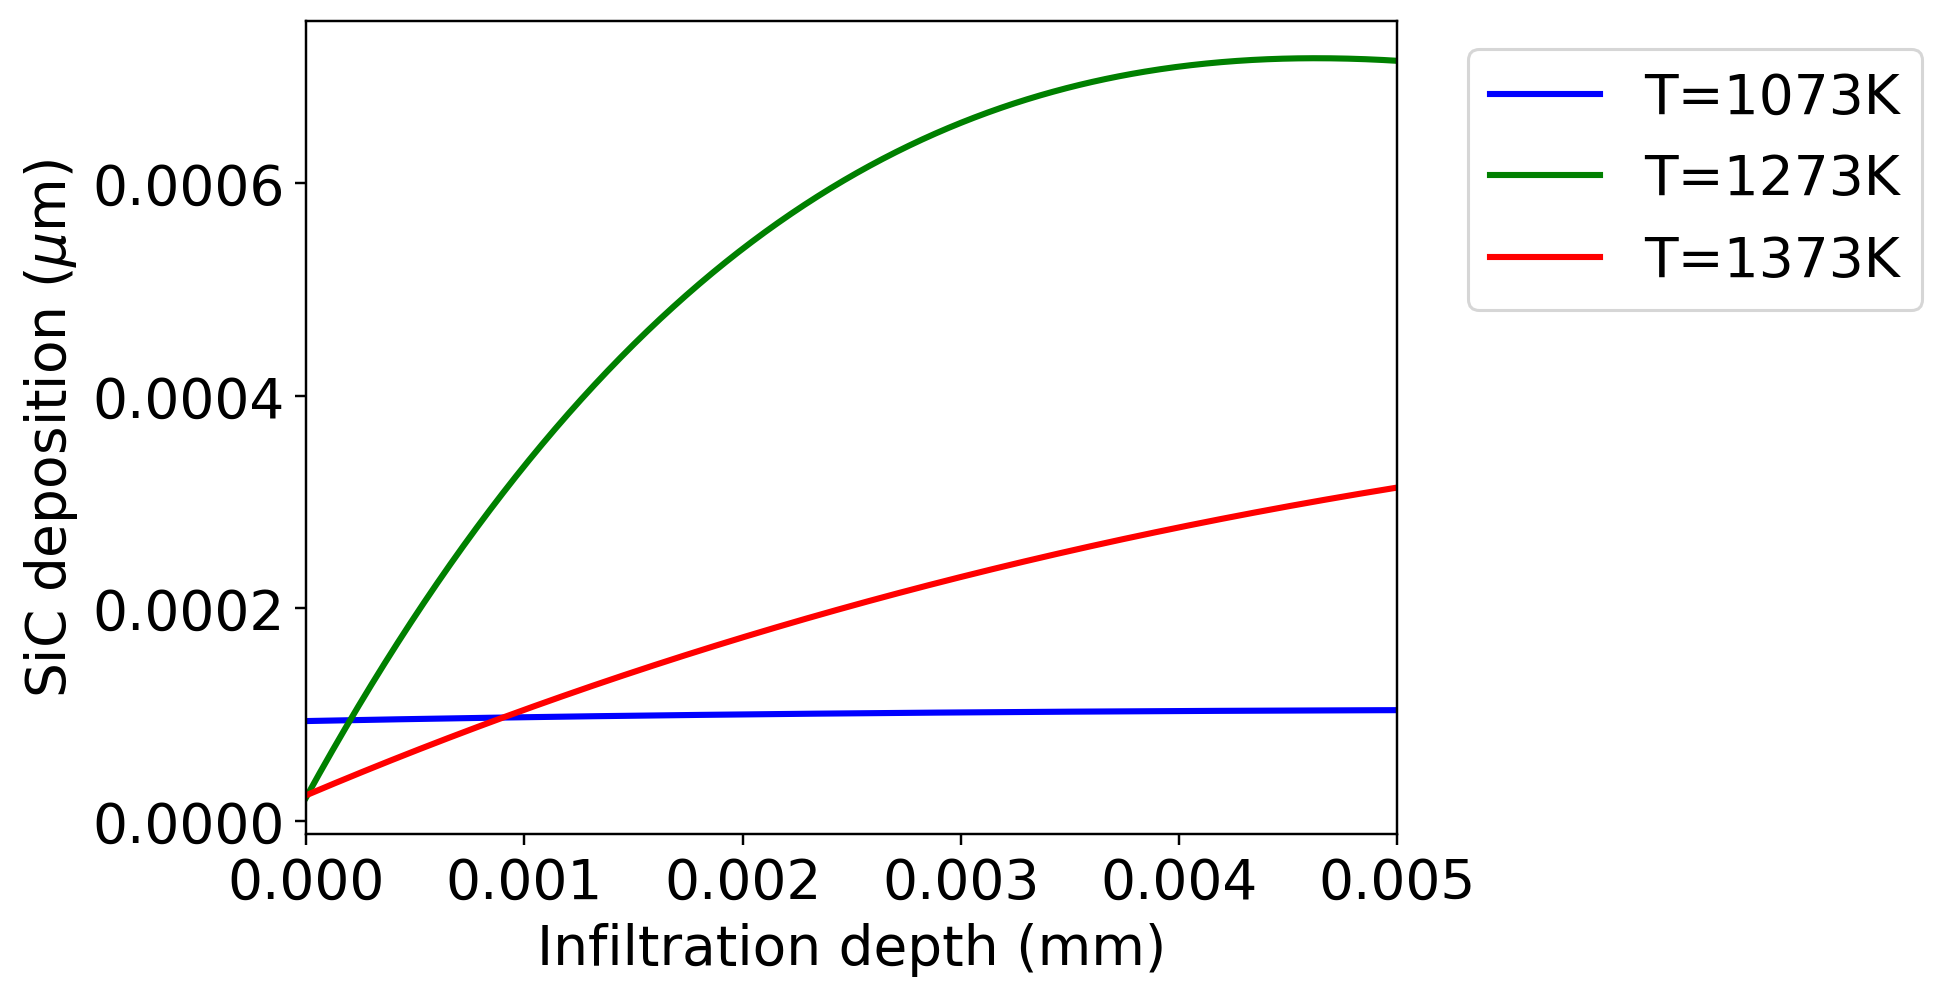 SiC deposition (μm)
0.0006
0.0004
0.0002
0.0000
0.000 0.001 0.002 0.003 0.004 0.005
Infiltration depth (mm)
T=1073K
T=1273K
T=1373K